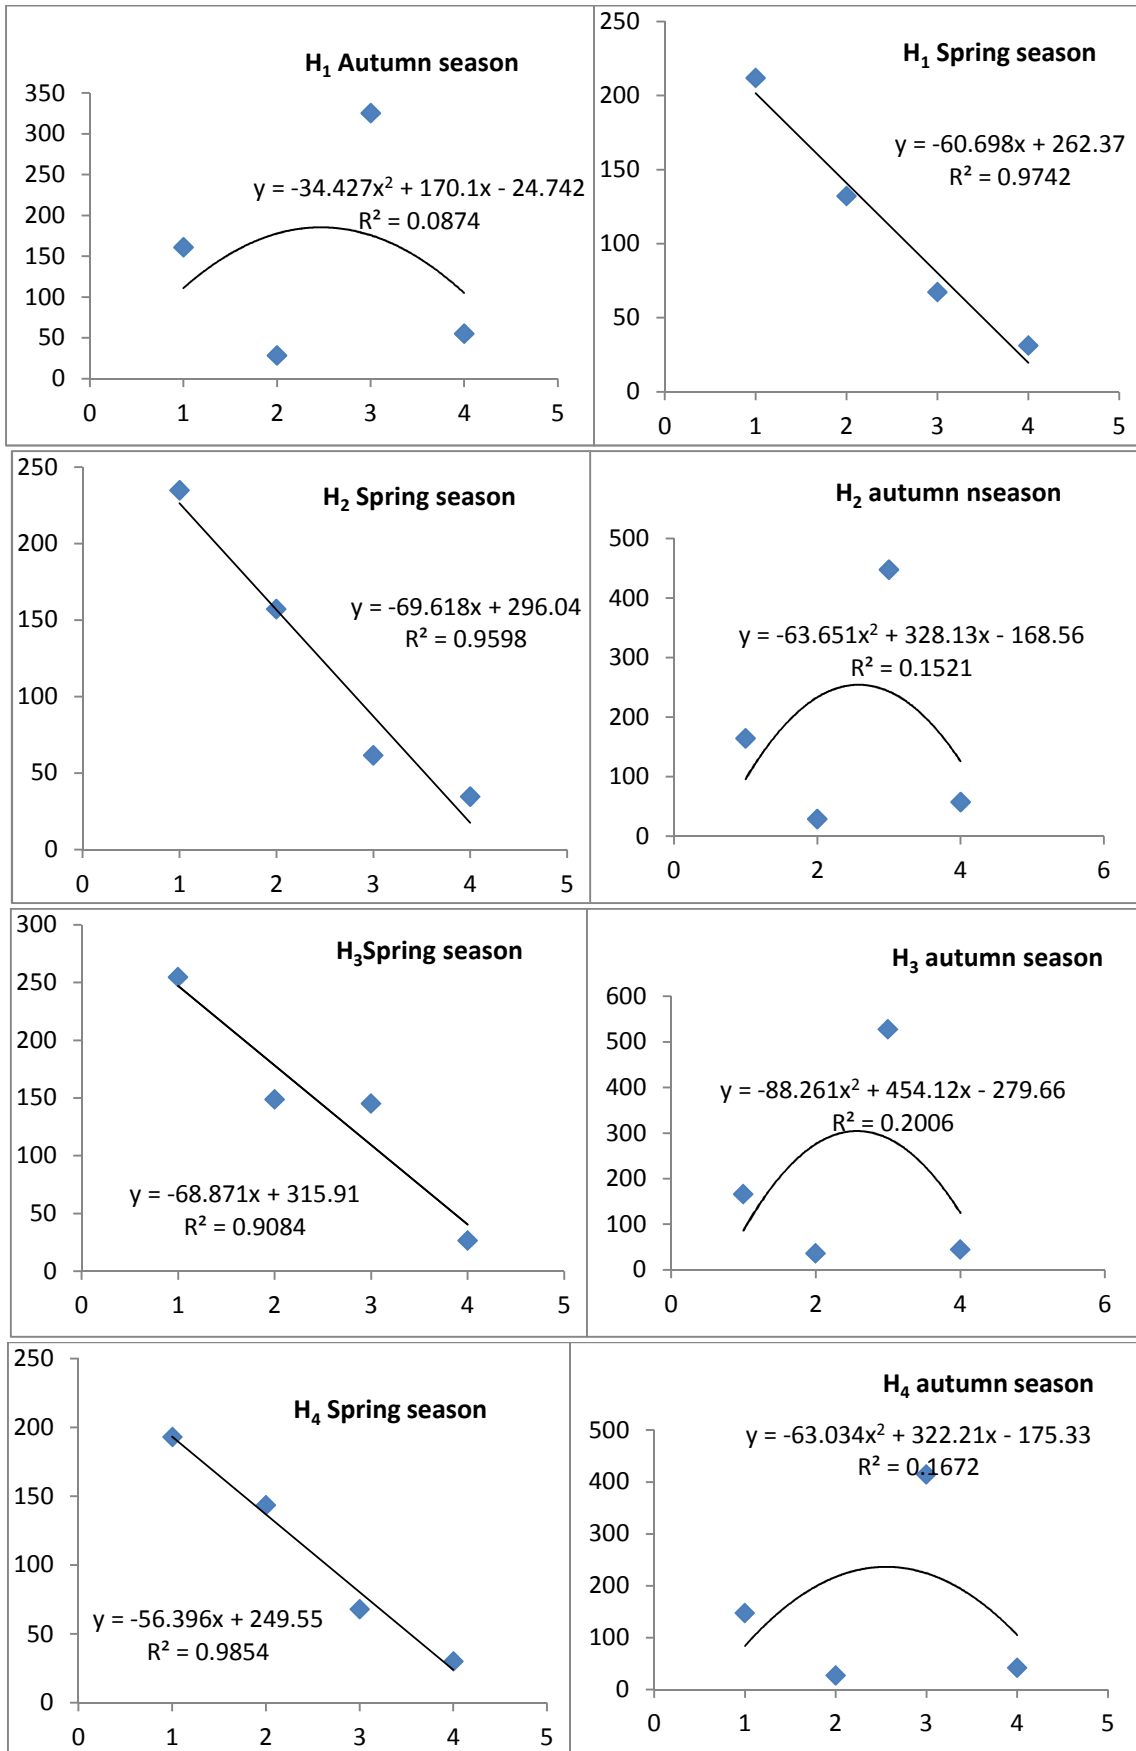 H₁ Autumn season
350
300
250
200
150
100
50
0
y = -34.427x² + 170.1x - 24.742
R² = 0.0874
0 1 2 3 4 5
H₁ Spring season
250
200
150
100
50
0
y = -60.698x + 262.37
R² = 0.9742
0 1 2 3 4 5
H₂ Spring season
250
200
150
100
50
0
y = -69.618x + 296.04
R² = 0.9598
0 1 2 3 4 5
H₂ autumn nseason
500
400
300
200
100
0
y = -63.651x² + 328.13x - 168.56
R² = 0.1521
0 2 4 6
H₃Spring season
300
250
200
150
100
50
0
y = -68.871x + 315.91
R² = 0.9084
0 1 2 3 4 5
H₃ autumn season
600
500
400
300
200
100
0
y = -88.261x² + 454.12x - 279.66
R² = 0.2006
0 2 4 6
H₄ Spring season
250
200
150
100
50
0
y = -56.396x + 249.55
R² = 0.9854
0 1 2 3 4 5
H₄ autumn season
500
400
300
200
100
0
y = -63.034x² + 322.21x - 175.33
R² = 0.1672
0 1 2 3 4 5